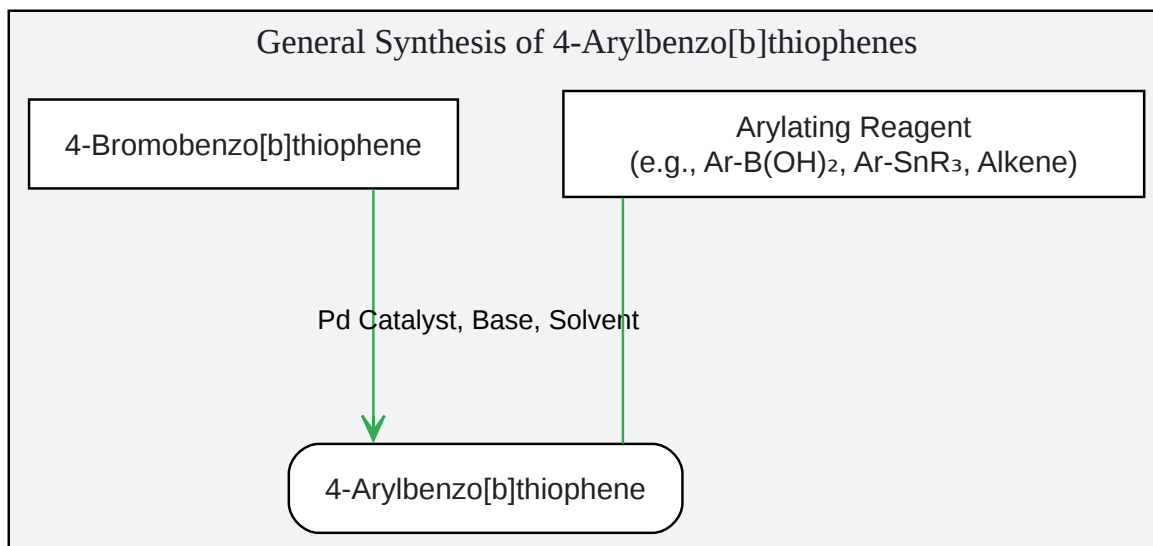 General Synthesis of 4-Arylbenzo[b]thiophenes
4-Bromobenzo[b]thiophene
Arylating Reagent
(e.g., Ar-B(OH)₂, Ar-SnR₃, Alkene)
Pd Catalyst, Base, Solvent
4-Arylbenzo[b]thiophene